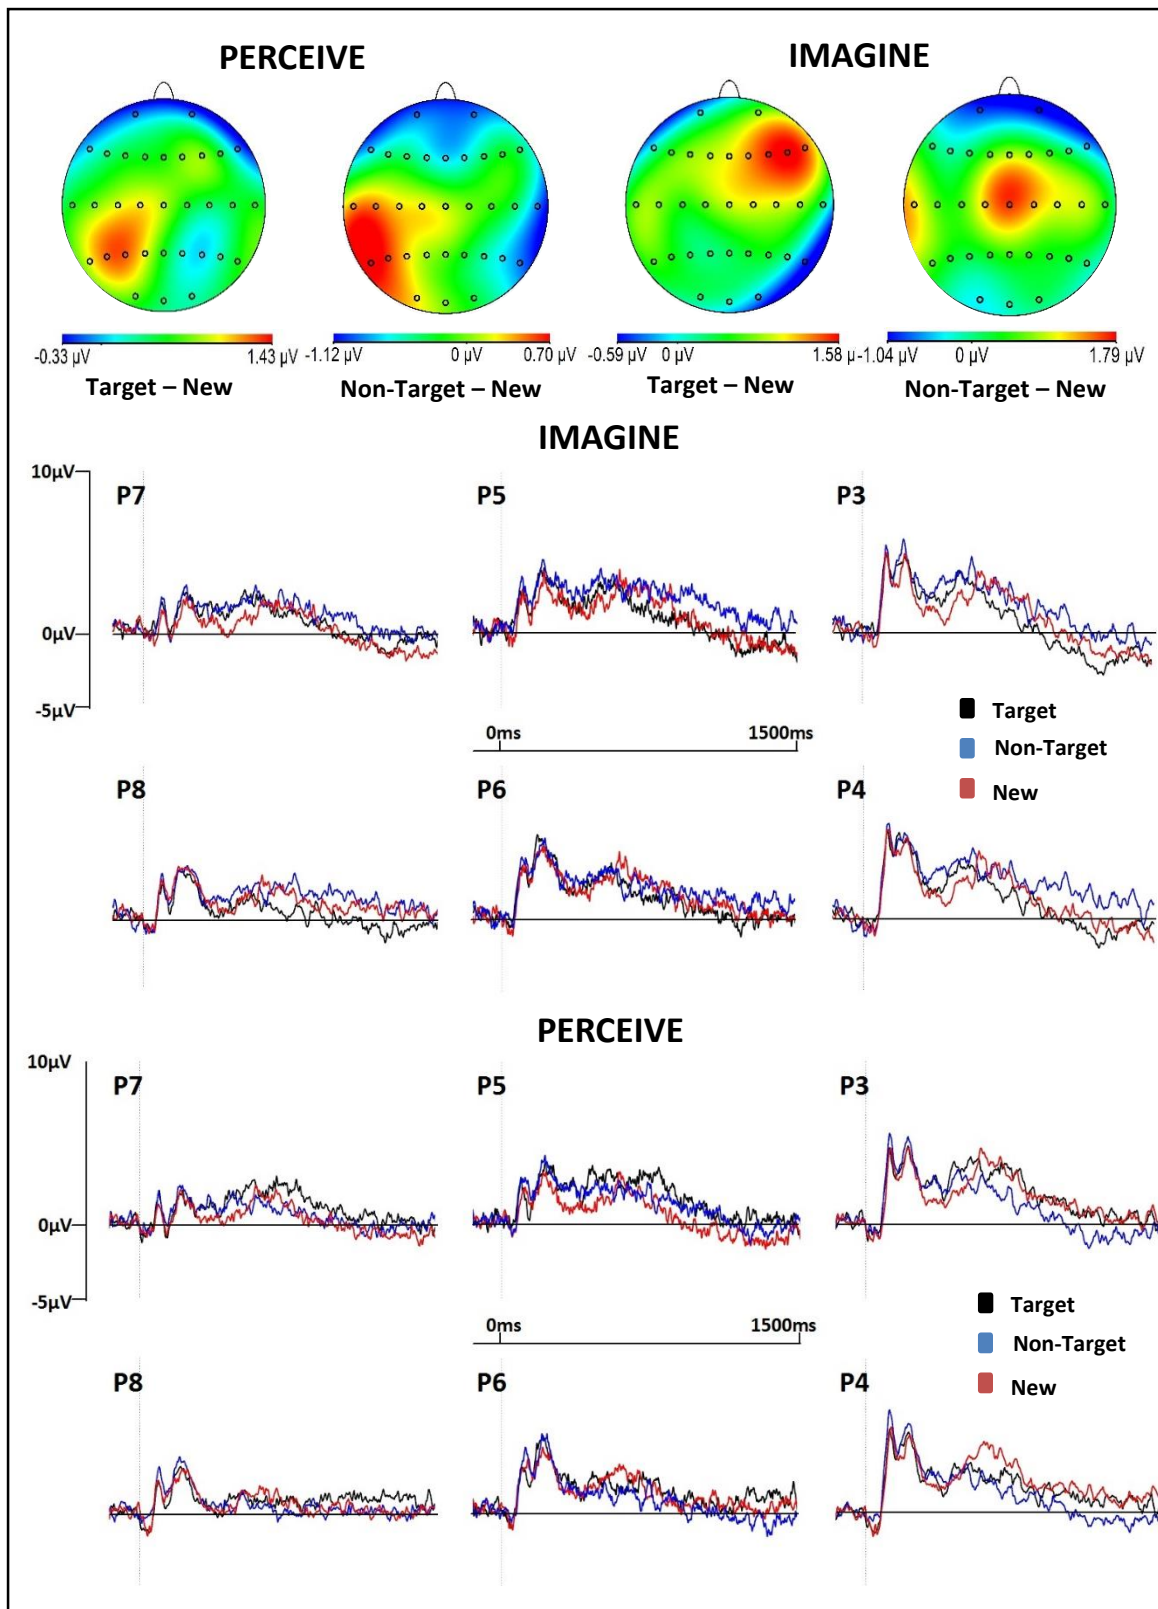 PERCEIVE IMAGINE
-0.33 µV 1.43 µV -1.12 µV 0 µV 0.70 µV -0.59 µV 0 µV 1.58 µ -1.04 µV 0 µV 1.79 µV
Target – New Non-Target – New Target – New Non-Target – New
IMAGINE
10µV
P7 P5 P3
0µV
-5µV
Target
0ms 1500ms
Non-Target
New
P8 P6 P4
PERCEIVE
10µV
P7 P5 P3
0µV
-5µV
Target
0ms 1500ms
Non-Target
New
P8 P6 P4